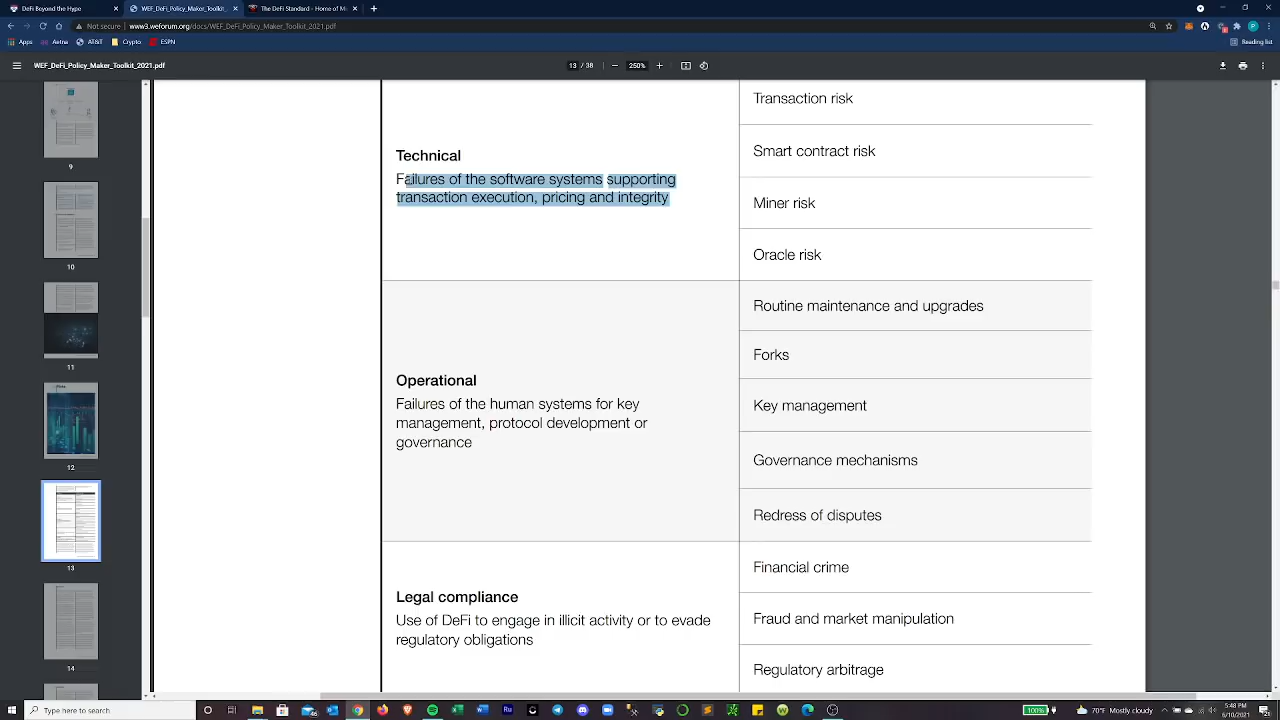 DeFi Beyond the Hype
WEF_DeFi_Policy_Maker_Toolkit_
The DeFi Standard - Home of M
Not secure
www3.weforum.org/docs/WEF_DeFi_Policy_Maker_Toolkit_2021.pdf
Apps
Aetna
AT&T
Crypto
ESPN
Reading list
WEF_DeFi_Policy_Maker_Toolkit_2021.pdf
13 / 38
250%
9
10
11
12
13
14
Transaction risk
Technical
Smart contract risk
Failures of the software systems supporting
transaction execution, pricing and integrity
Miner risk
Oracle risk
Routine maintenance and upgrades
Forks
Operational
Failures of the human systems for key
management, protocol development or
governance
Key management
Governance mechanisms
Redress of disputes
Financial crime
Legal compliance
Use of DeFi to engage in illicit activity or to evade
regulatory obligations
Fraud and market manipulation
Regulatory arbitrage
Type here to search
100%
70°F Mostly cloudy
5:48 PM
6/10/2021